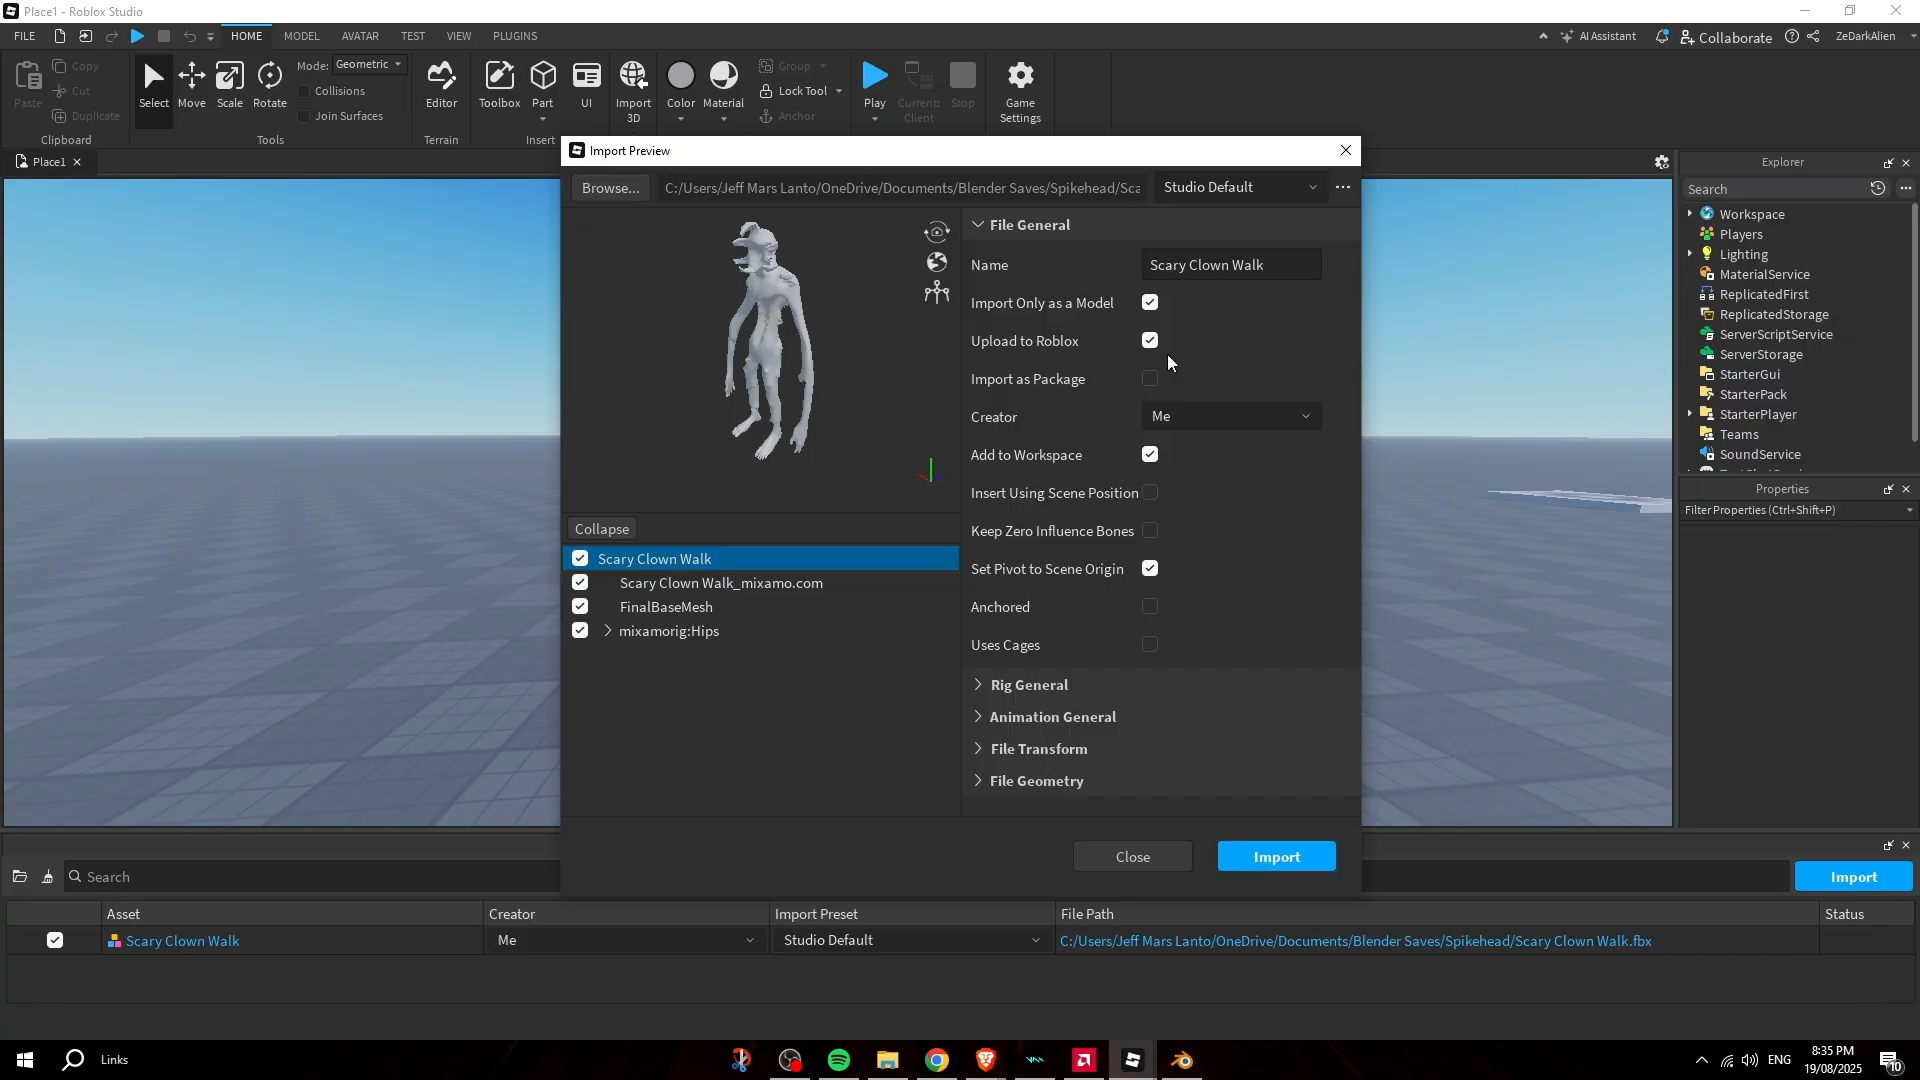 Place1 - Roblox Studio
FILE HOME MODEL AVATAR TEST VIEW PLUGINS AI Assistant Collaborate ZeDarkAlien
Paste Copy Cut Duplicate
Clipboard
Select Move Scale Rotate
Mode: Geometric
Collisions
Join Surfaces
Tools
Editor
Terrain
Toolbox Part UI Import 3D
Insert
Color Material
Group
Lock Tool
Anchor
Play Current: Client Stop
Game Settings
Place1
Import Preview
Browse... C:/Users/Jeff Mars Lanto/OneDrive/Documents/Blender Saves/Spikehead/Sca Studio Default
File General
Name Scary Clown Walk
Import Only as a Model
Upload to Roblox
Import as Package
Creator Me
Add to Workspace
Insert Using Scene Position
Keep Zero Influence Bones
Set Pivot to Scene Origin
Anchored
Uses Cages
Rig General
Animation General
File Transform
File Geometry
Collapse
Scary Clown Walk
Scary Clown Walk_mixamo.com
FinalBaseMesh
mixamorig:Hips
Close Import
Explorer
Search
Workspace
Players
Lighting
MaterialService
ReplicatedFirst
ReplicatedStorage
ServerScriptService
ServerStorage
StarterGui
StarterPack
StarterPlayer
Teams
SoundService
Properties
Filter Properties (Ctrl+Shift+P)
Search Import
Asset Creator Import Preset File Path Status
Scary Clown Walk Me Studio Default C:/Users/Jeff Mars Lanto/OneDrive/Documents/Blender Saves/Spikehead/Scary Clown Walk.fbx
Links ENG 8:35 PM
19/08/2025 10